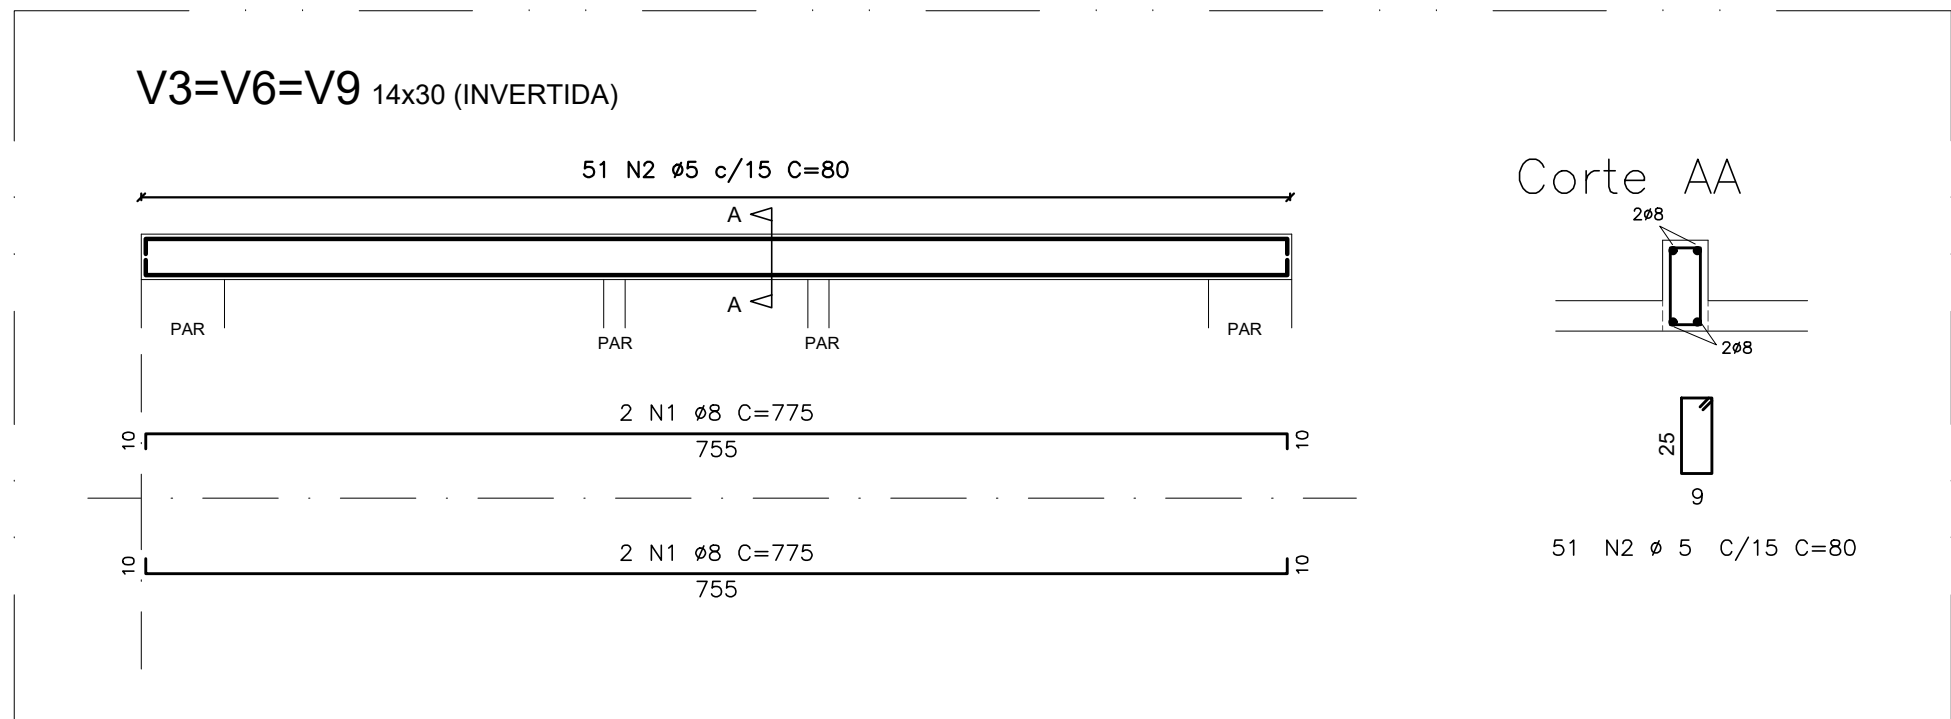 V3=V6=V9 14x30 (INVERTIDA)
51 N2 ø5 c/15 C=80
A
A
PAR
PAR
PAR
PAR
2 N1 ø8 C=775
10
755
10
2 N1 ø8 C=775
10
755
10
Corte AA
2ø8
2ø8
25
9
51 N2 ø 5 C/15 C=80